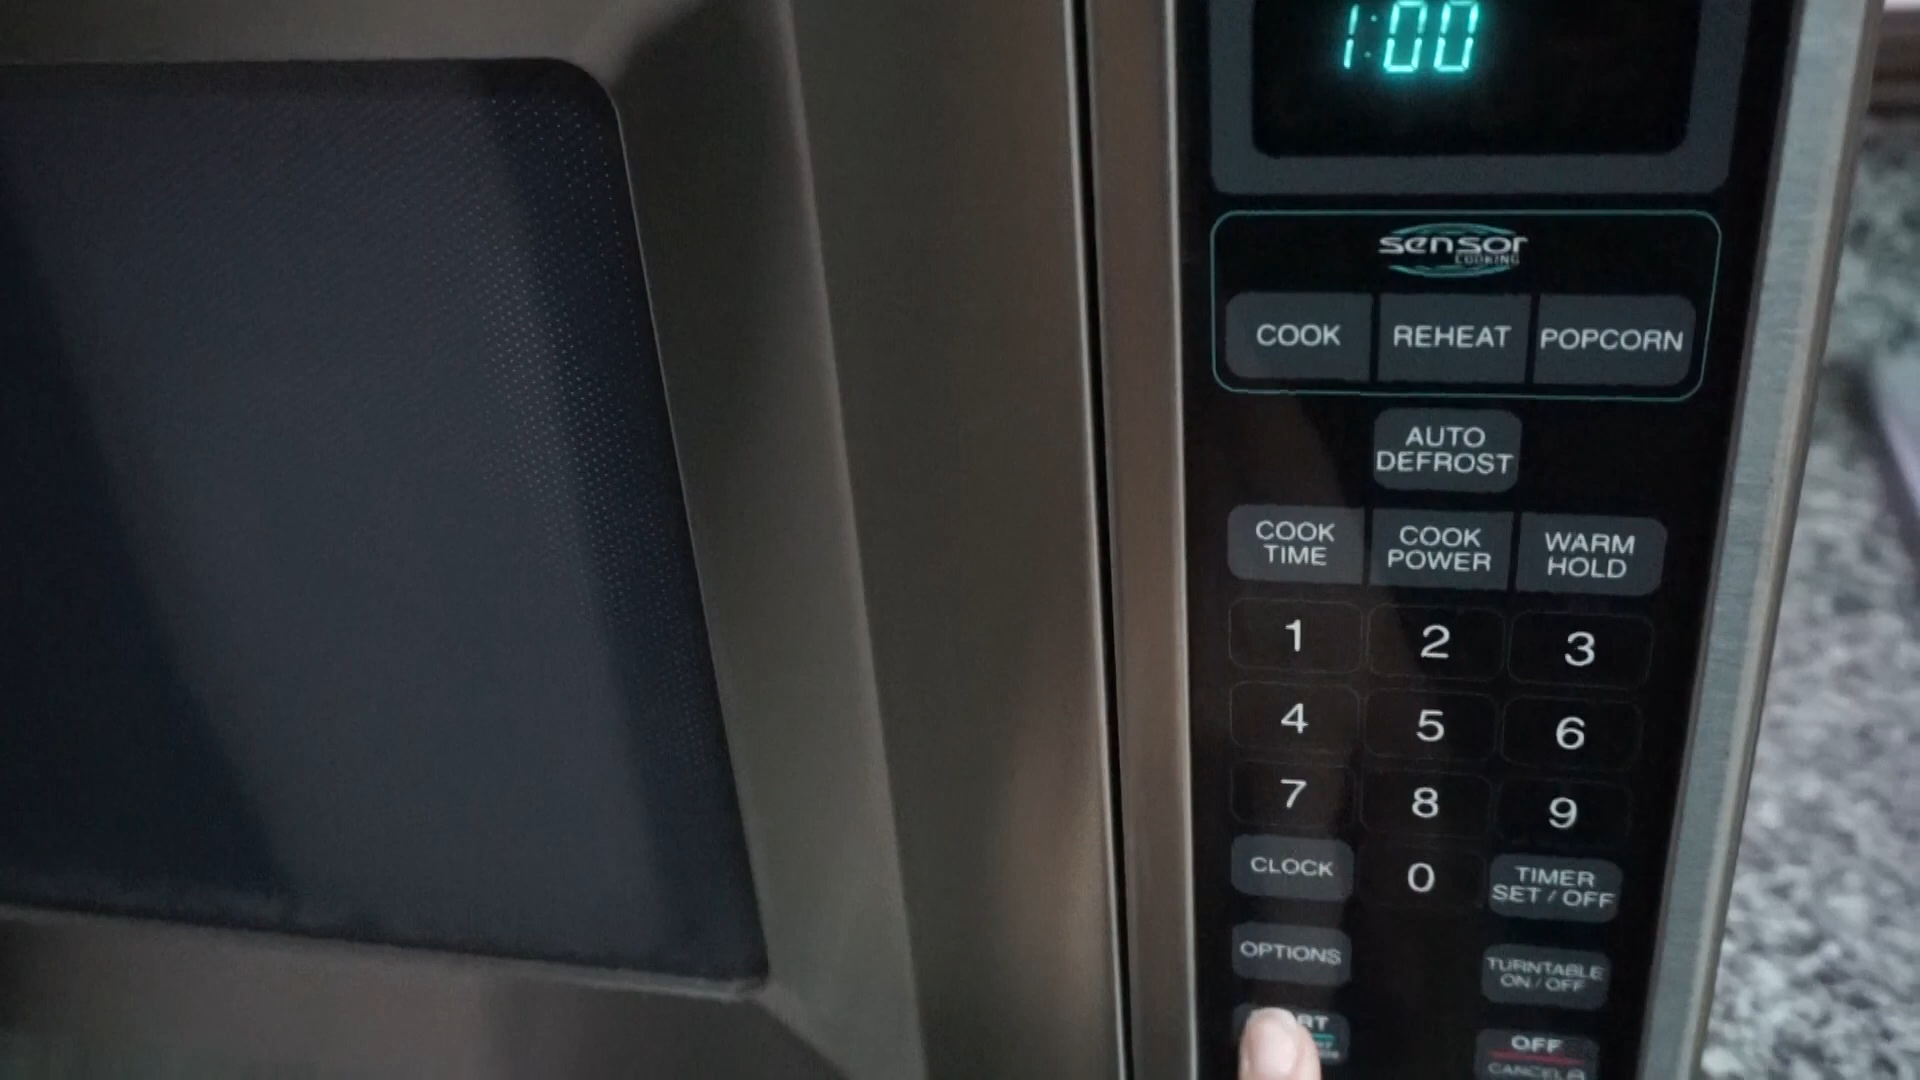 1:00
sensor
COOKING
COOK REHEAT POPCORN
AUTO
DEFROST
COOK
TIME
COOK
POWER
WARM
HOLD
1 2 3
4 5 6
7 8 9
CLOCK 0 TIMER
SET / OFF
OPTIONS TURNTABLE
ON / OFF
OFF
CANCEL